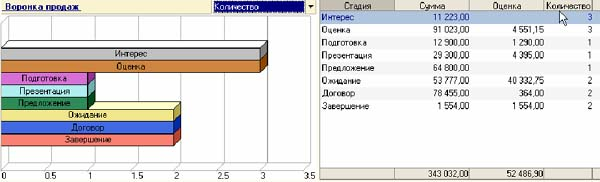 Воронка продаж Количество
Интерес
Оценка
Подготовка
Презентация
Предложение
Ожидание
Договор
Завершение
0 0.5 1 1.5 2 2.5 3 3.5
Стадия Сумма Оценка Количество
Интерес 11 223,00 3
Оценка 91 023,00 4 551,15 3
Подготовка 12 900,00 1 290,00 1
Презентация 29 300,00 4 395,00 1
Предложение 64 800,00 1
Ожидание 53 777,00 40 332,75 2
Договор 78 455,00 364,00 2
Завершение 1 554,00 1 554,00 2
343 032,00 52 486,90